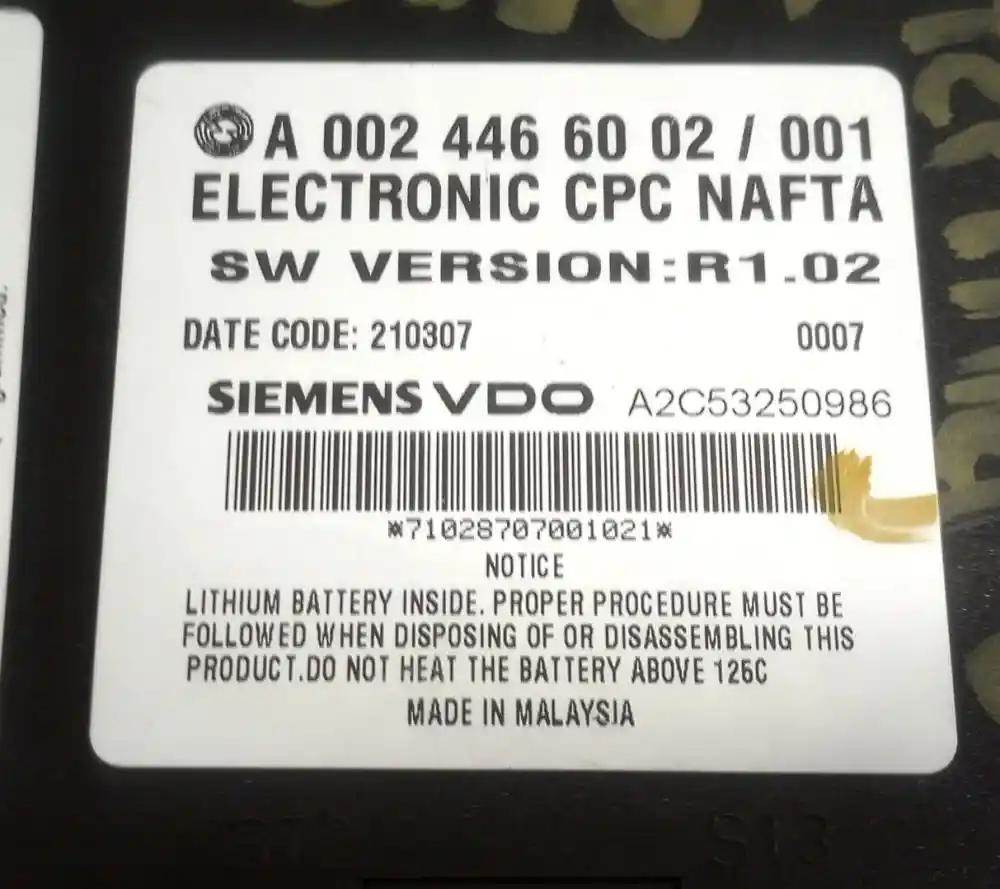 A 002 446 60 02 / 001
ELECTRONIC CPC NAFTA
SW VERSION:R1.02
DATE CODE: 210307 0007
SIEMENS VDO A2C53250986
*71028707001021*
NOTICE
LITHIUM BATTERY INSIDE. PROPER PROCEDURE MUST BE
FOLLOWED WHEN DISPOSING OF OR DISASSEMBLING THIS
PRODUCT.DO NOT HEAT THE BATTERY ABOVE 125C
MADE IN MALAYSIA